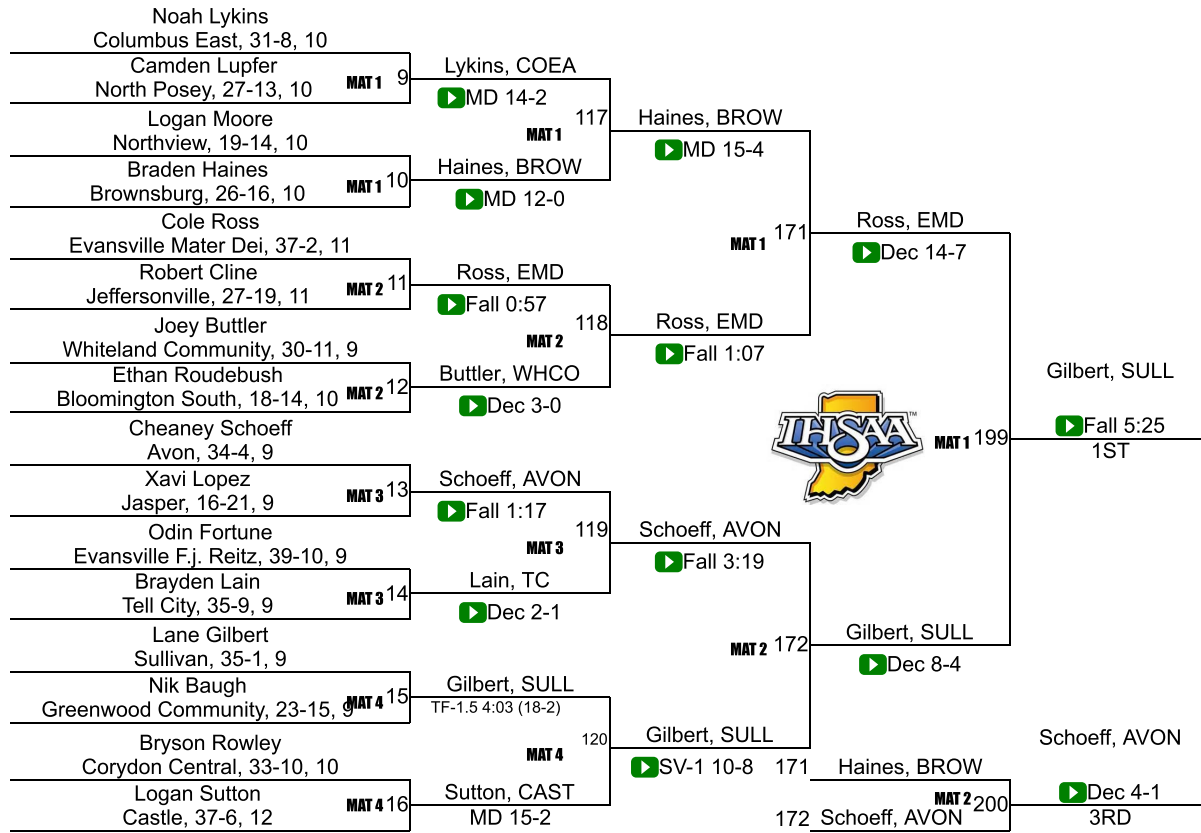 Noah Lykins
Columbus East, 31-8, 10
Camden Lupfer
North Posey, 27-13, 10
MAT 1 9
Lykins, COEA
MD 14-2
Logan Moore
Northview, 19-14, 10
Braden Haines
Brownsburg, 26-16, 10
MAT 1 10
Haines, BROW
MD 12-0
MAT 1 117
Haines, BROW
MD 15-4
Cole Ross
Evansville Mater Dei, 37-2, 11
Robert Cline
Jeffersonville, 27-19, 11
MAT 2 11
Ross, EMD
Fall 0:57
Joey Buttler
Whiteland Community, 30-11, 9
Ethan Roudebush
Bloomington South, 18-14, 10
MAT 2 12
Buttler, WHCO
Dec 3-0
MAT 2 118
Ross, EMD
Fall 1:07
MAT 1 171
Ross, EMD
Dec 14-7
Cheaney Schoeff
Avon, 34-4, 9
Xavi Lopez
Jasper, 16-21, 9
MAT 3 13
Schoeff, AVON
Fall 1:17
Odin Fortune
Evansville F.j. Reitz, 39-10, 9
Brayden Lain
Tell City, 35-9, 9
MAT 3 14
Lain, TC
Dec 2-1
MAT 3 119
Schoeff, AVON
Fall 3:19
Lane Gilbert
Sullivan, 35-1, 9
Nik Baugh
Greenwood Community, 23-15, 9
MAT 4 15
Gilbert, SULL
TF-1.5 4:03 (18-2)
Bryson Rowley
Corydon Central, 33-10, 10
Logan Sutton
Castle, 37-6, 12
MAT 4 16
Sutton, CAST
MD 15-2
MAT 4 120
Gilbert, SULL
SV-1 10-8
MAT 2 172
Gilbert, SULL
Dec 8-4
IHSAA™
MAT 1 199
Gilbert, SULL
Fall 5:25
1ST
171 Haines, BROW
172 Schoeff, AVON
MAT 2 200
Schoeff, AVON
Dec 4-1
3RD